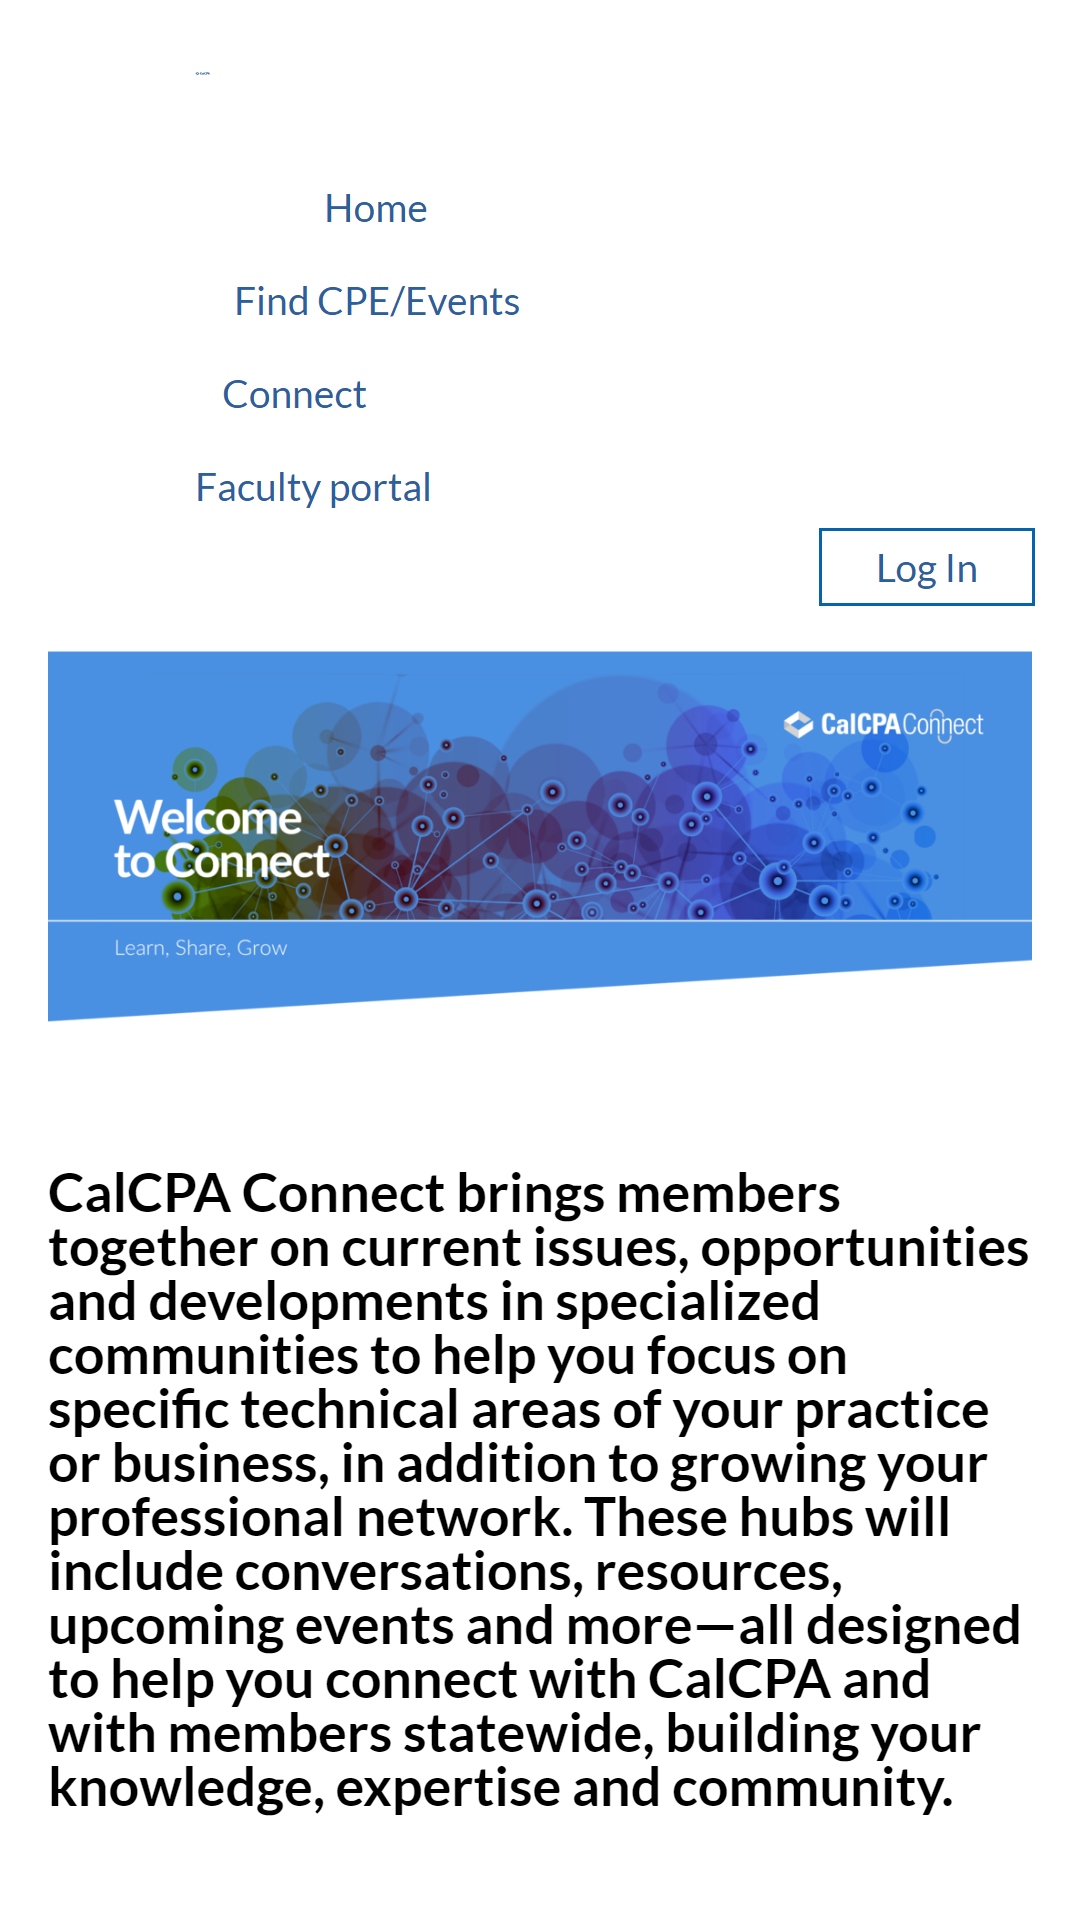 Home
Find CPE/Events
Connect
Faculty portal
Log In
CalCPA Connect
Welcome
to Connect
Learn, Share, Grow
CalCPA Connect brings members
together on current issues, opportunities
and developments in specialized
communities to help you focus on
specific technical areas of your practice
or business, in addition to growing your
professional network. These hubs will
include conversations, resources,
upcoming events and more—all designed
to help you connect with CalCPA and
with members statewide, building your
knowledge, expertise and community.